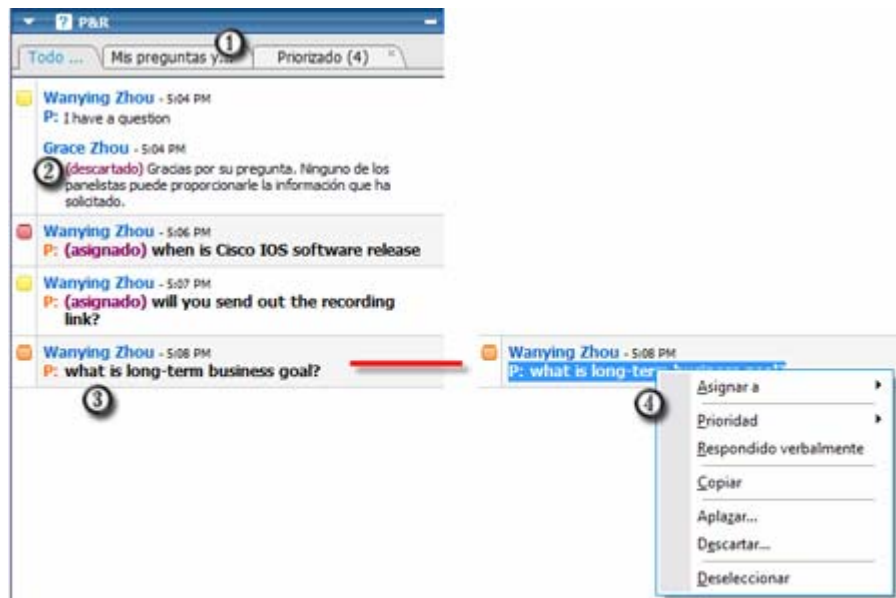 P&R
1
Todo ... Mis preguntas y... Priorizado (4)
Wanying Zhou - 5:04 PM
P: I have a question
Grace Zhou - 5:04 PM
2
(descartado) Gracias por su pregunta. Ninguno de los
panelistas puede proporcionarle la información que ha
solicitado.
Wanying Zhou - 5:06 PM
P: (asignado) when is Cisco IOS software release
Wanying Zhou - 5:07 PM
P: (asignado) will you send out the recording
link?
Wanying Zhou - 5:08 PM
P: what is long-term business goal?
3
Wanying Zhou - 5:08 PM
P: what is long-term business goal?
4
Asignar a
Prioridad
Respondido verbalmente
Copiar
Aplazar...
Descartar...
Deseleccionar